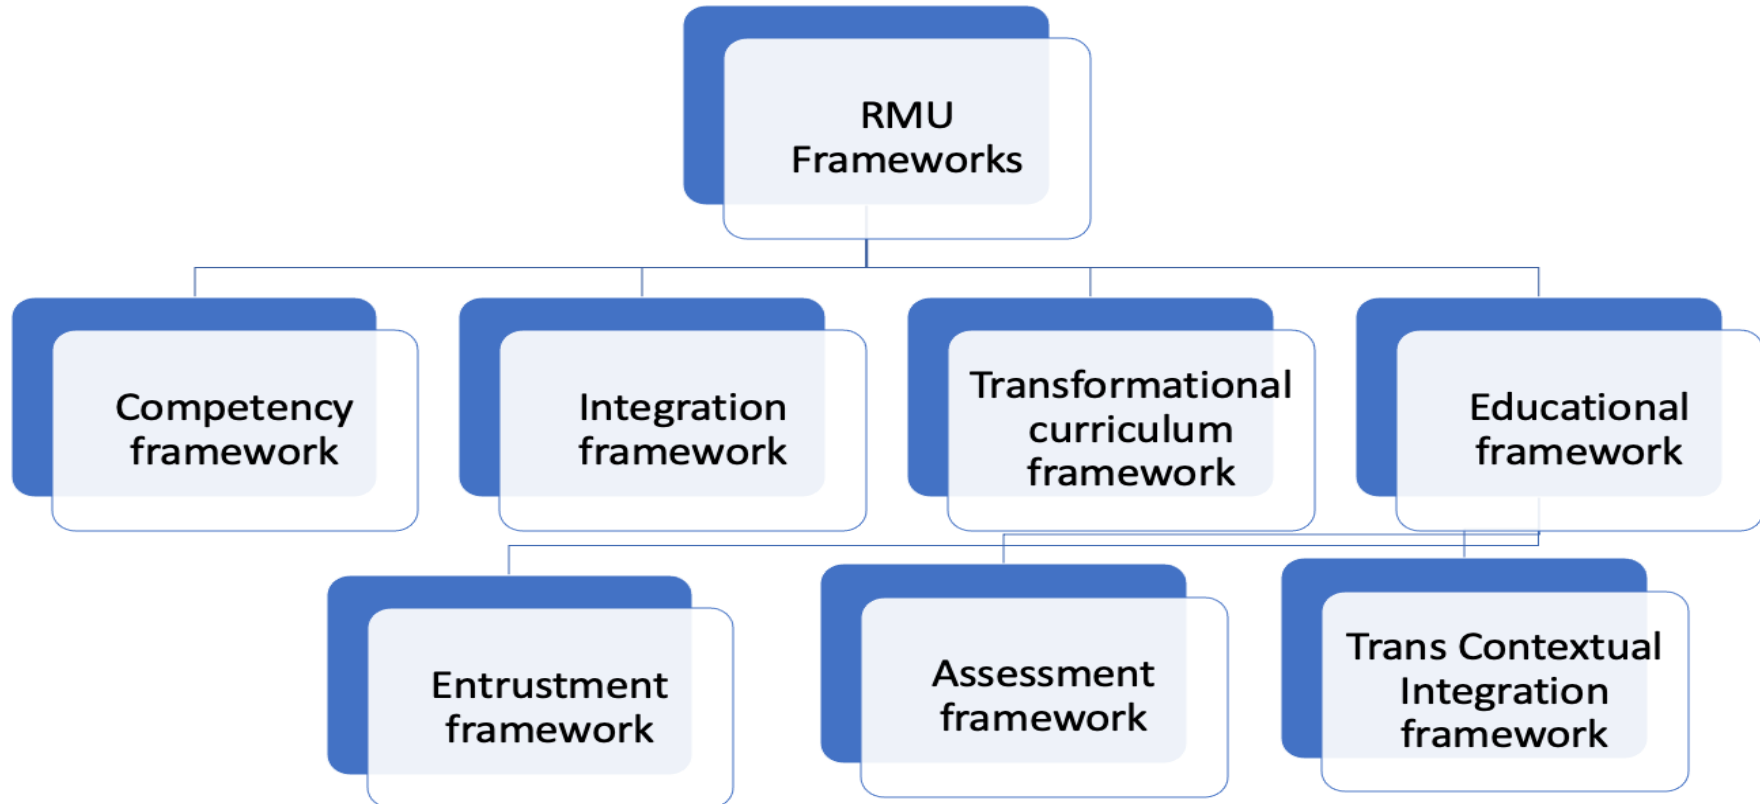 RMU
Frameworks
Competency
framework
Integration
framework
Transformational
curriculum
framework
Educational
framework
Entrustment
framework
Assessment
framework
Trans Contextual
Integration
framework